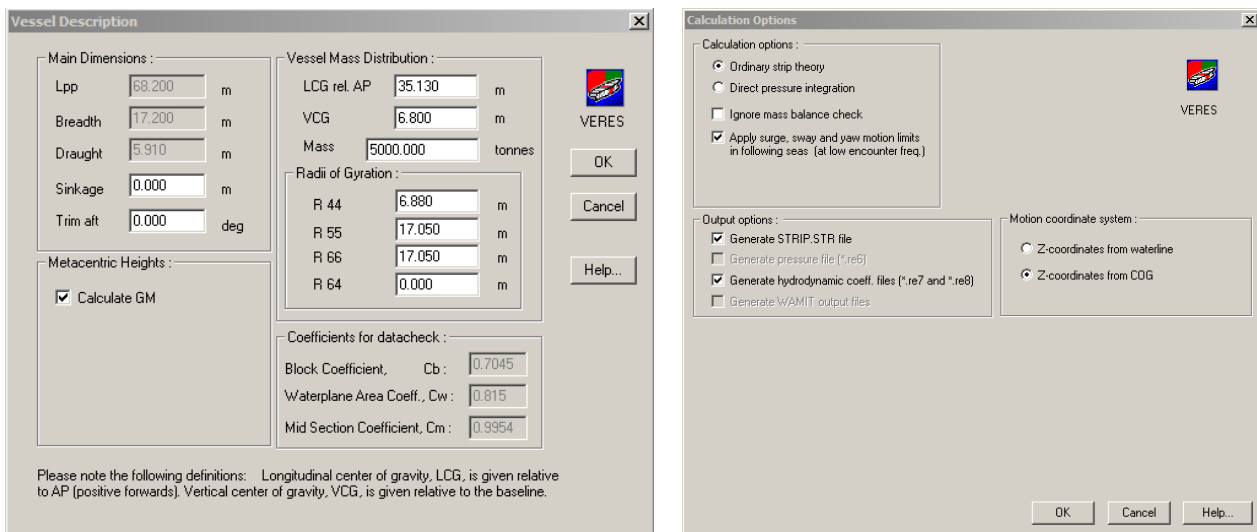 Vessel Description
Main Dimensions :
Lpp 68.200 m
Breadth 17.200 m
Draught 5.910 m
Sinkage 0.000 m
Trim aft 0.000 deg
Metacentric Heights :
Calculate GM
Vessel Mass Distribution :
LCG rel. AP 35.130 m
VCG 6.800 m
Mass 5000.000 tonnes
Radii of Gyration :
R 44 6.880 m
R 55 17.050 m
R 66 17.050 m
R 64 0.000 m
Coefficients for datacheck :
Block Coefficient, Cb : 0.7045
Waterplane Area Coeff., Cw : 0.815
Mid Section Coefficient, Cm : 0.9954
VERES
OK
Cancel
Help...
Please note the following definitions: Longitudinal center of gravity, LCG, is given relative
to AP (positive forwards). Vertical center of gravity, VCG, is given relative to the baseline.
Calculation Options
Calculation options :
Ordinary strip theory
Direct pressure integration
Ignore mass balance check
Apply surge, sway and yaw motion limits
in following seas (at low encounter freq.)
VERES
Output options :
Generate STRIP.STR file
Generate pressure file (*.re6)
Generate hydrodynamic coeff. files (*.re7 and *.re8)
Generate WAMIT output files
Motion coordinate system :
Z-coordinates from waterline
Z-coordinates from COG
OK
Cancel
Help...